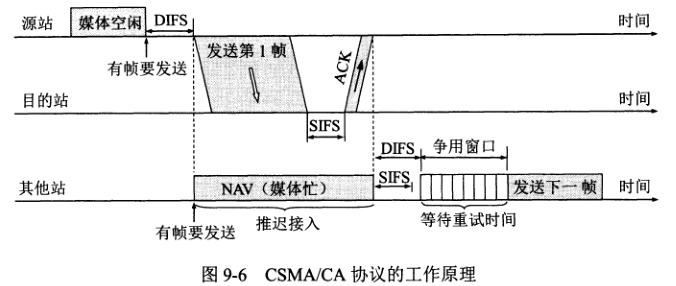 源站
媒体空闲
DIFS
时间
有帧要发送
发送第1帧
ACK
目的站
时间
SIFS
DIFS
争用窗口
其他站
NAV（媒体忙）
SIFS
发送下一帧
时间
有帧要发送
推迟接入
等待重试时间
图 9-6 CSMA/CA 协议的工作原理